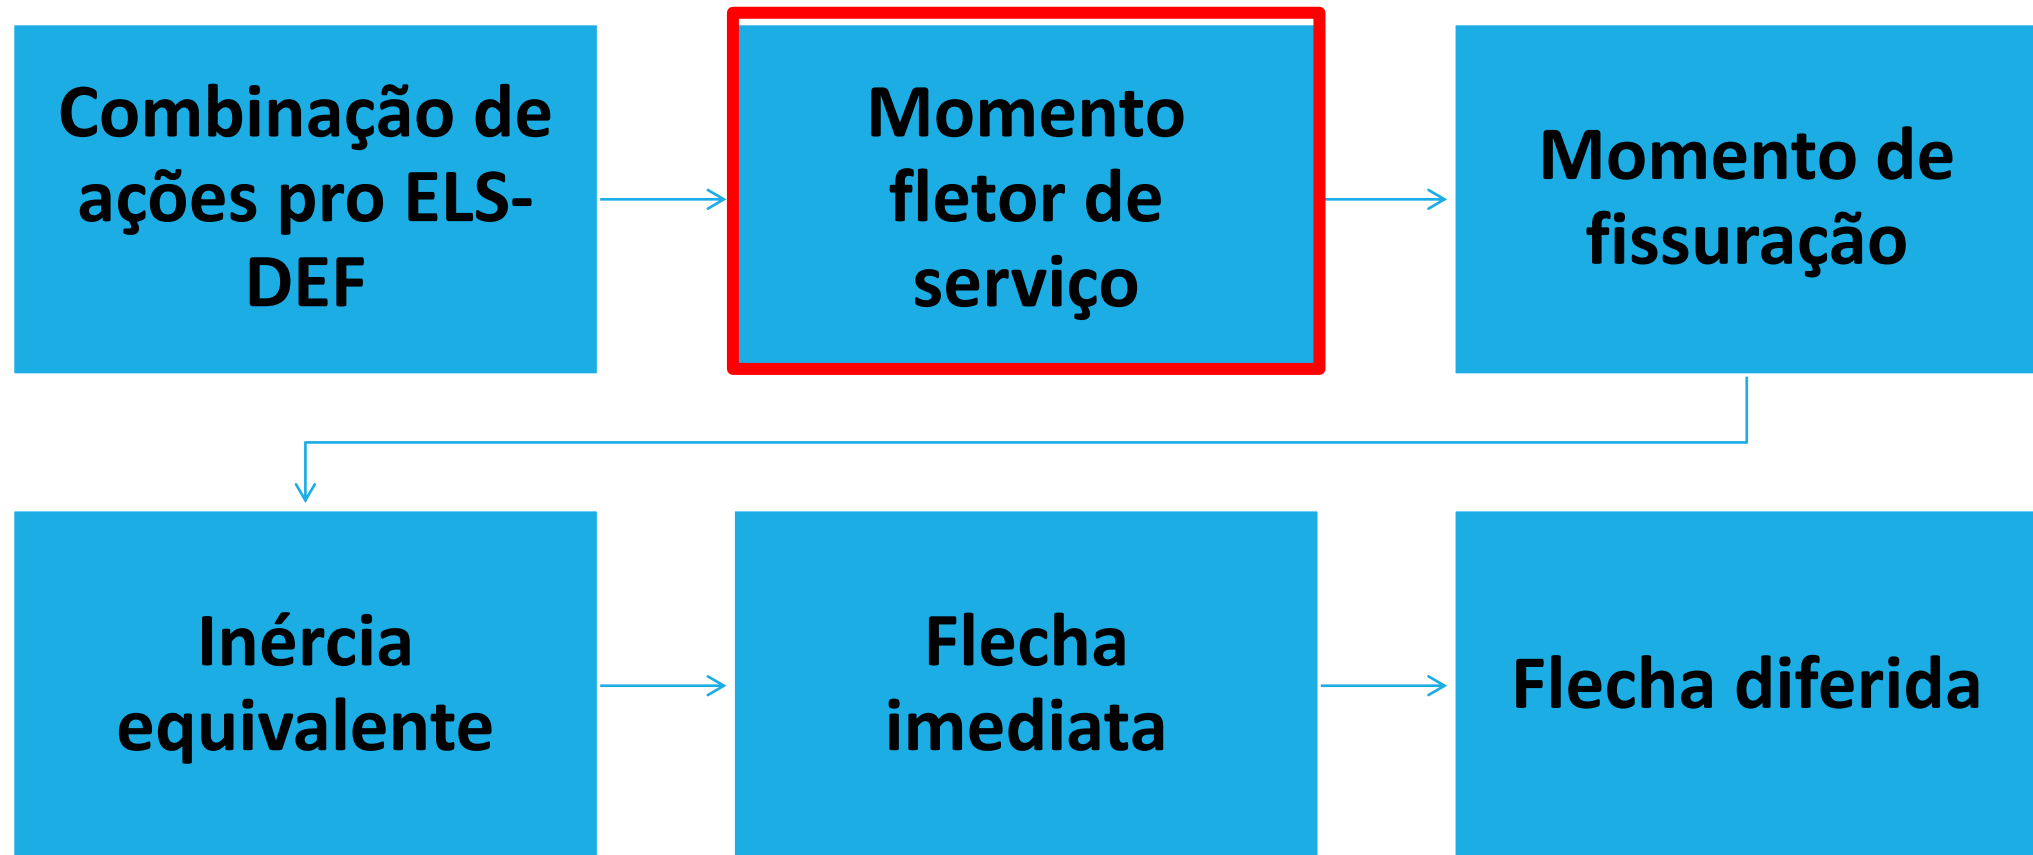 Combinação de
ações pro ELS-
DEF
Momento
fletor de
serviço
Momento de
fissuração
Inércia
equivalente
Flecha
imediata
Flecha diferida